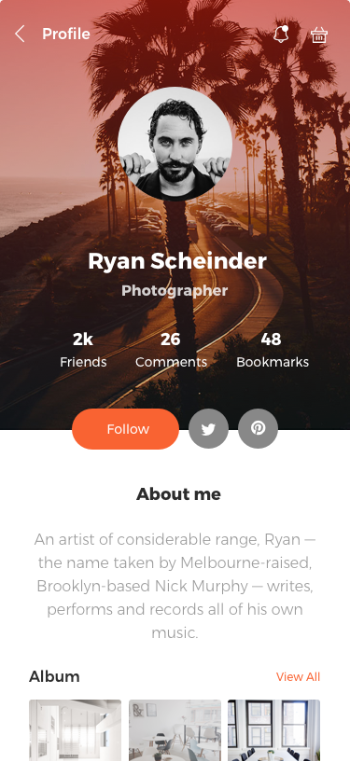 Profile
Ryan Scheinder
Photographer
2k 26 48
Friends Comments Bookmarks
Follow
About me
An artist of considerable range, Ryan —
the name taken by Melbourne-raised,
Brooklyn-based Nick Murphy — writes,
performs and records all of his own
music.
Album View All